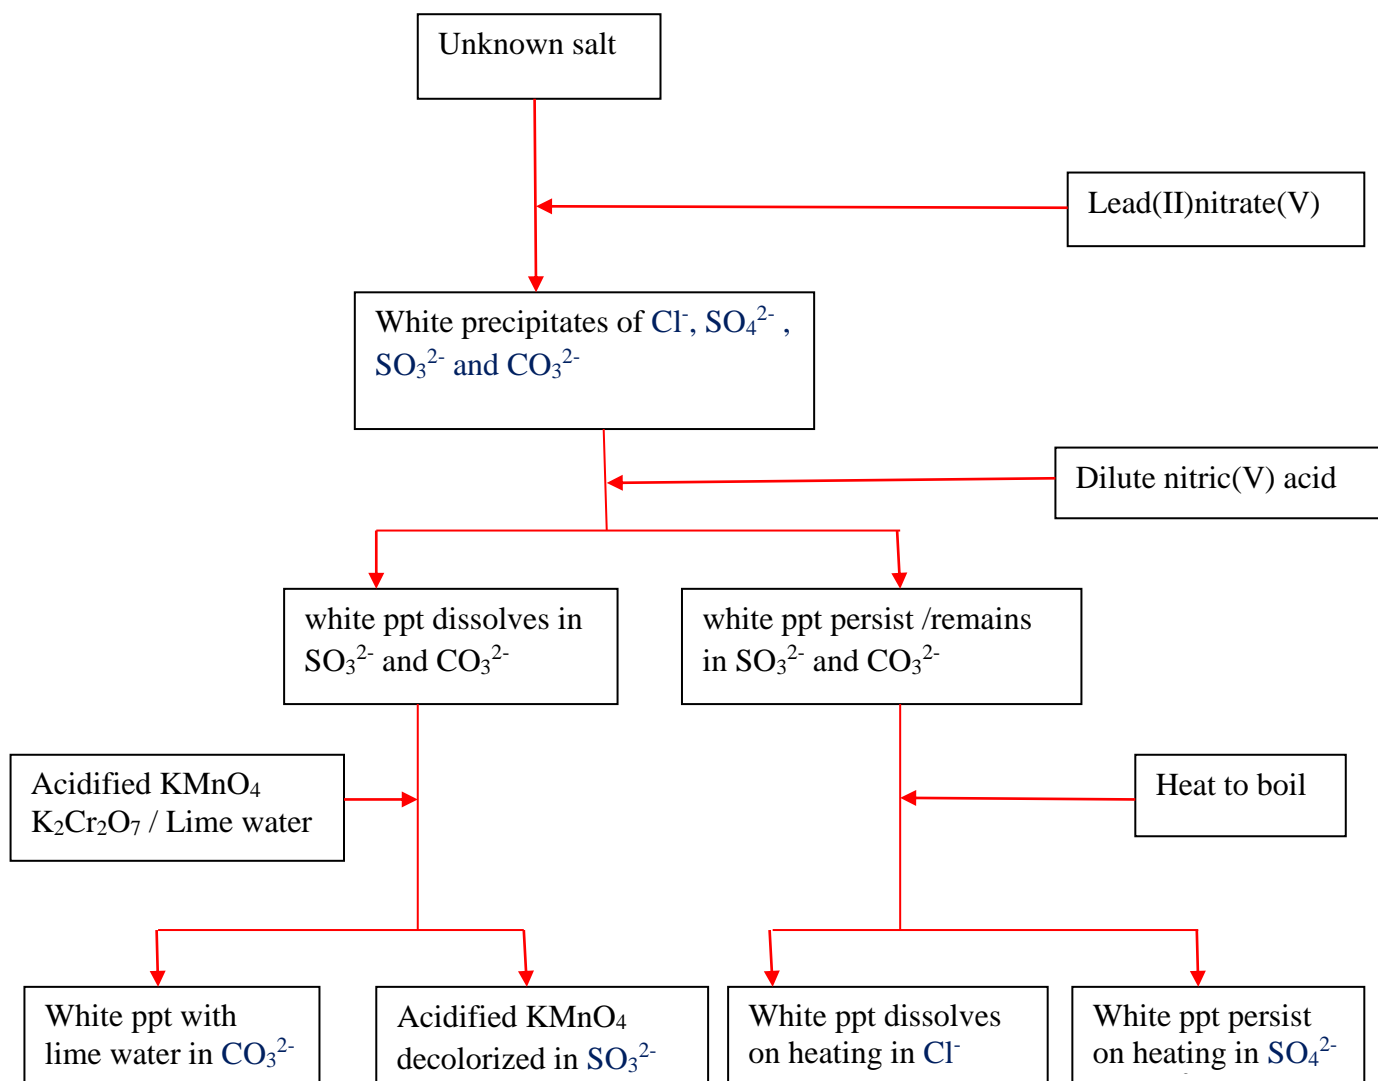 Unknown salt
Lead(II)nitrate(V)
White precipitates of Cl⁻, SO₄²⁻ ,
SO₃²⁻ and CO₃²⁻
Dilute nitric(V) acid
white ppt dissolves in
SO₃²⁻ and CO₃²⁻
white ppt persist /remains
in SO₃²⁻ and CO₃²⁻
Acidified KMnO₄
K₂Cr₂O₇ / Lime water
Heat to boil
White ppt with
lime water in CO₃²⁻
Acidified KMnO₄
decolorized in SO₃²⁻
White ppt dissolves
on heating in Cl⁻
White ppt persist
on heating in SO₄²⁻